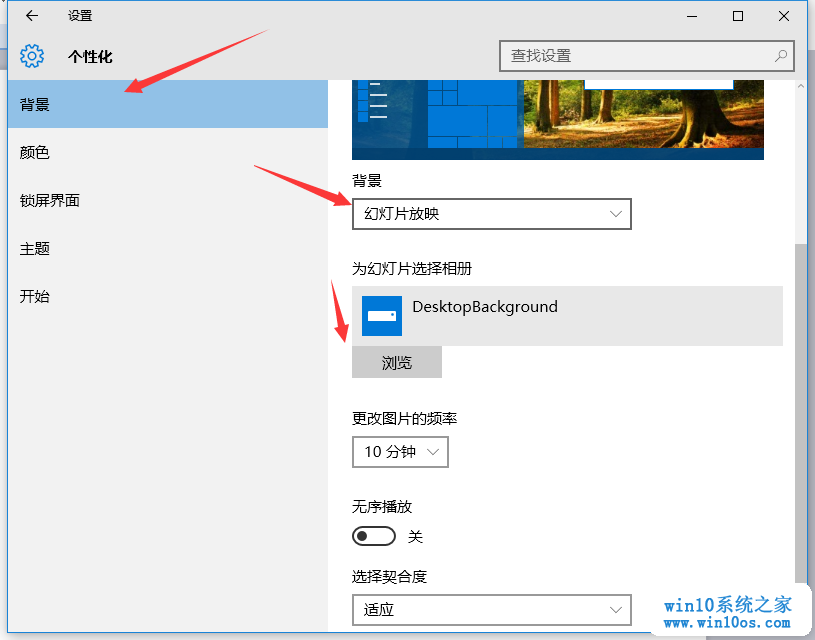 设置
个性化
查找设置
背景
颜色
锁屏界面
主题
开始
背景
幻灯片放映
为幻灯片选择相册
DesktopBackground
浏览
更改图片的频率
10 分钟
无序播放
关
选择契合度
适应
win10系统之家
www.win10os.com